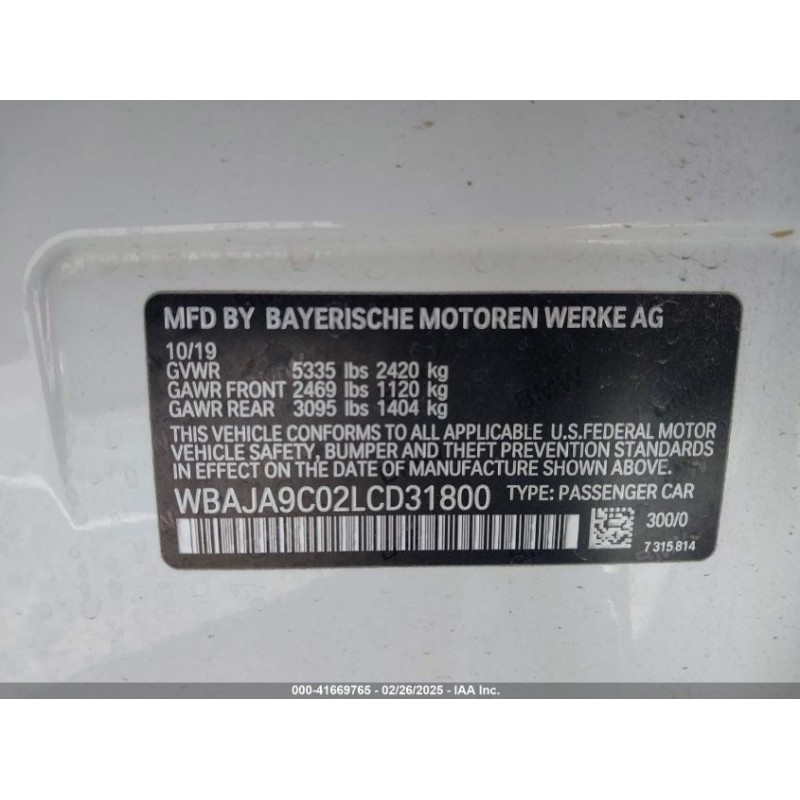 MFD BY BAYERISCHE MOTOREN WERKE AG
10/19
GVWR 5335 lbs 2420 kg
GAWR FRONT 2469 lbs 1120 kg
GAWR REAR 3095 lbs 1404 kg
THIS VEHICLE CONFORMS TO ALL APPLICABLE U.S.FEDERAL MOTOR
VEHICLE SAFETY, BUMPER AND THEFT PREVENTION STANDARDS
IN EFFECT ON THE DATE OF MANUFACTURE SHOWN ABOVE.
WBAJA9C02LCD31800 TYPE: PASSENGER CAR
300/0
7 315 814
000-41669765 / 02/26/2025 - IAA Inc.